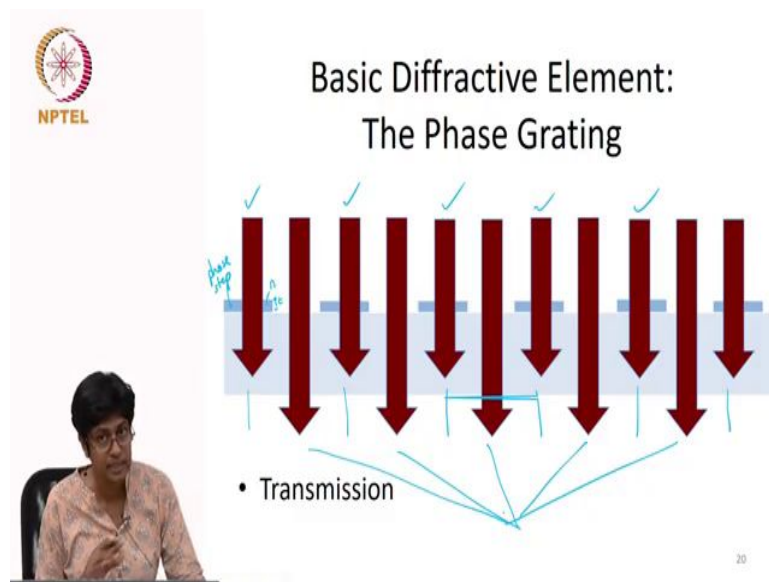 NPTEL
Basic Diffractive Element:
The Phase Grating
phase
step
n
• Transmission
20